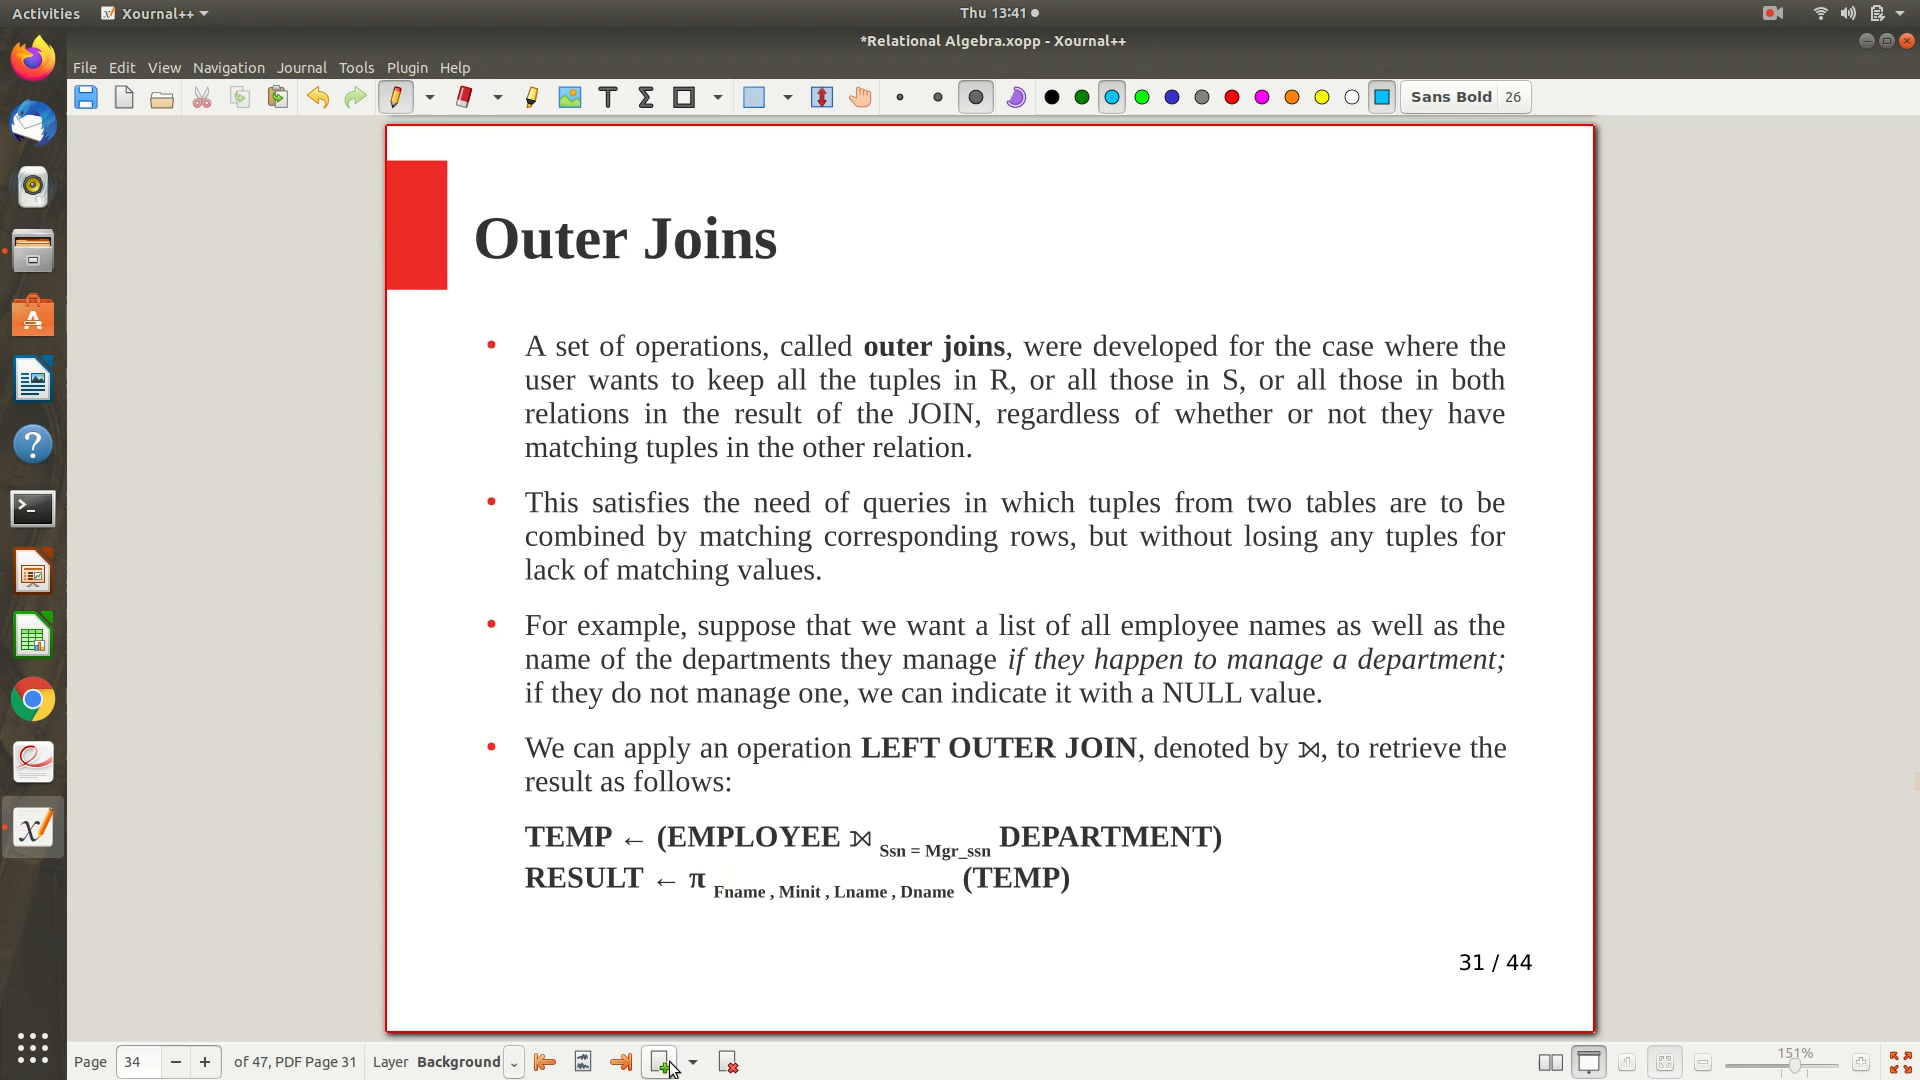 Activities Xournal++ Thu 13:41
*Relational Algebra.xopp - Xournal++
File Edit View Navigation Journal Tools Plugin Help
Sans Bold 26
Outer Joins
• A set of operations, called outer joins, were developed for the case where the
user wants to keep all the tuples in R, or all those in S, or all those in both
relations in the result of the JOIN, regardless of whether or not they have
matching tuples in the other relation.
• This satisfies the need of queries in which tuples from two tables are to be
combined by matching corresponding rows, but without losing any tuples for
lack of matching values.
• For example, suppose that we want a list of all employee names as well as the
name of the departments they manage if they happen to manage a department;
if they do not manage one, we can indicate it with a NULL value.
• We can apply an operation LEFT OUTER JOIN, denoted by ⟕, to retrieve the
result as follows:
TEMP ← (EMPLOYEE ⟕ Ssn = Mgr_ssn DEPARTMENT)
RESULT ← π Fname , Minit , Lname , Dname (TEMP)
31 / 44
Page 34 − + of 47, PDF Page 31 Layer Background 151%